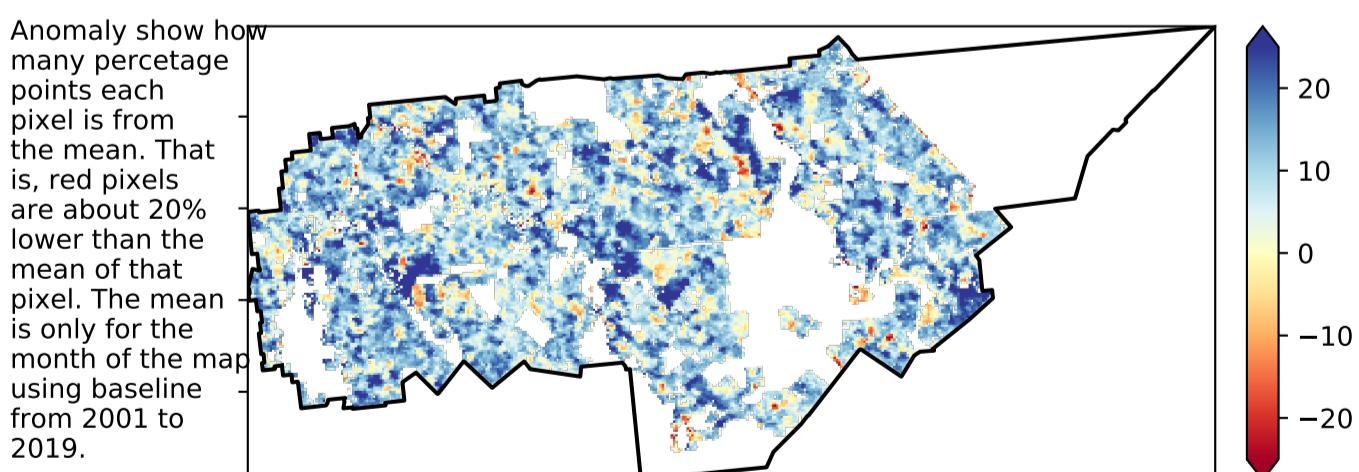 Anomaly show how
many percetage
points each
pixel is from
the mean. That
is, red pixels
are about 20%
lower than the
mean of that
pixel. The mean
is only for the
month of the map
using baseline
from 2001 to
2019.
20
10
0
−10
−20